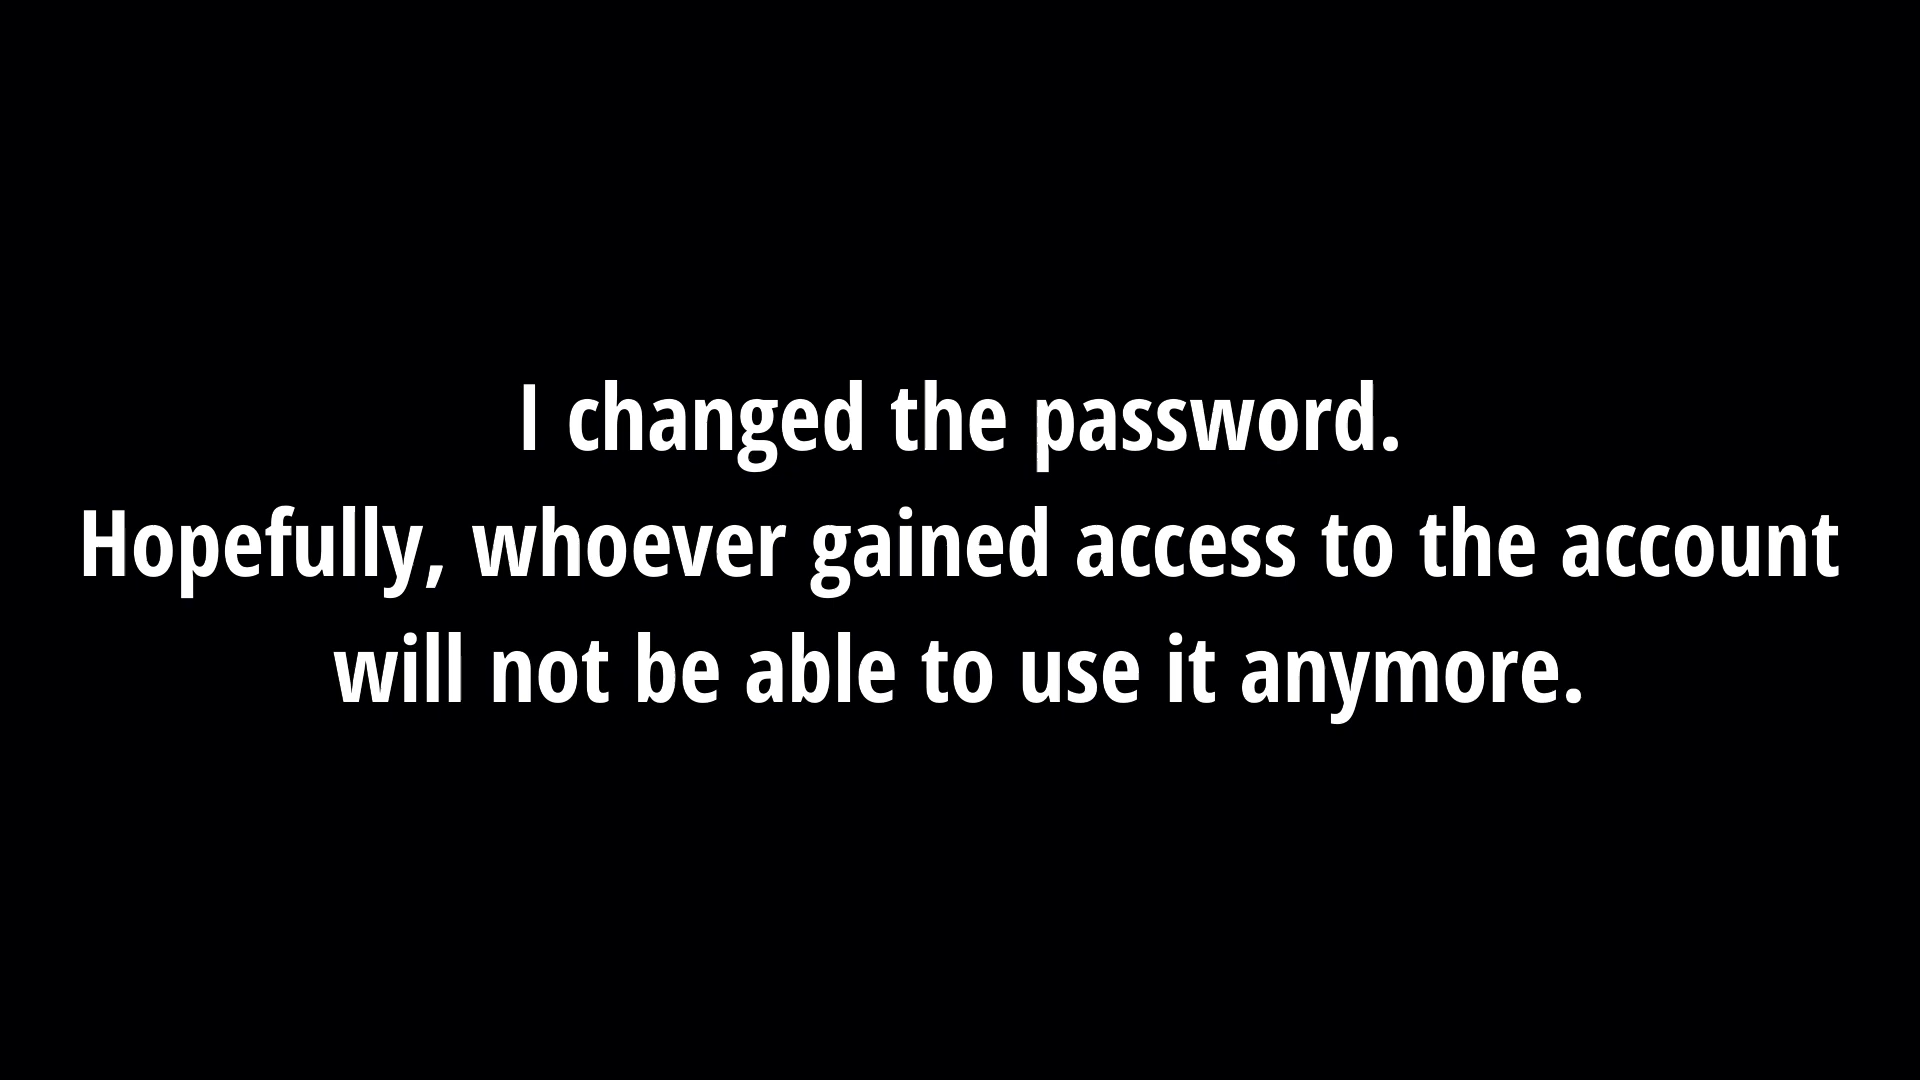 I changed the password.
Hopefully, whoever gained access to the account
will not be able to use it anymore.